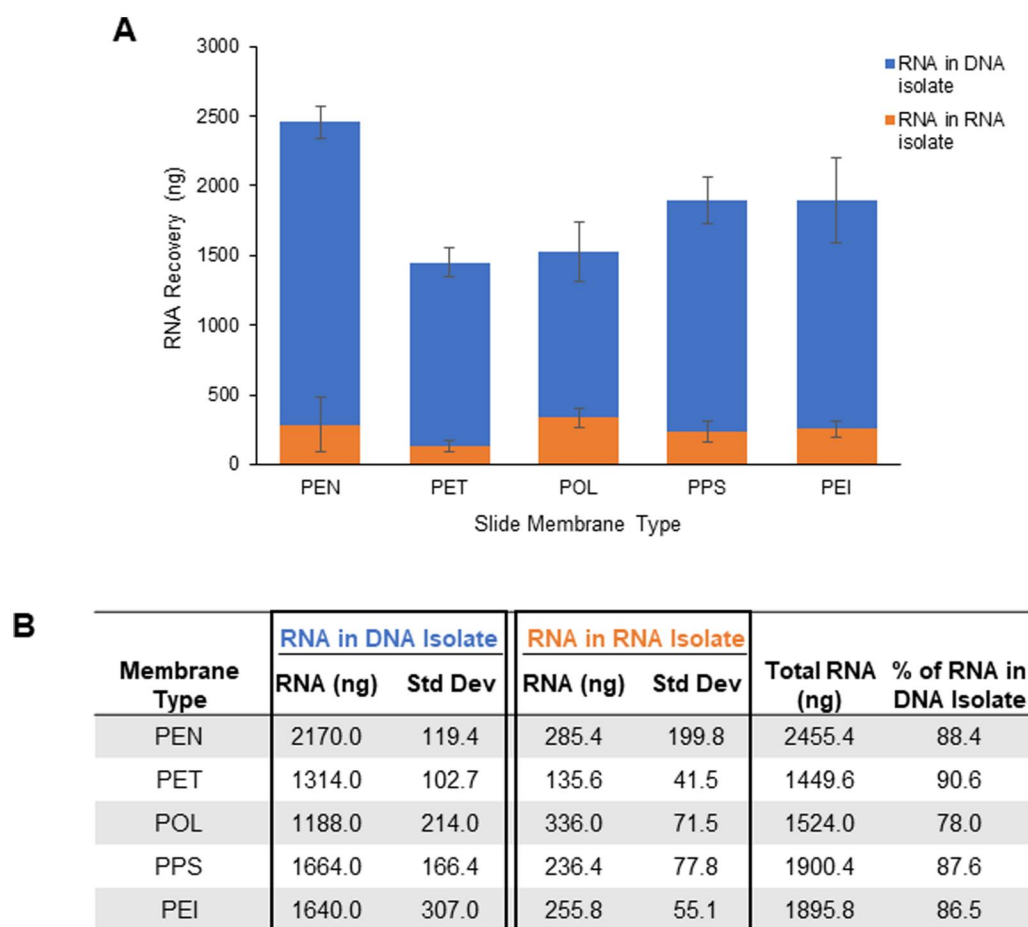 A
3000
2500
2000
1500
1000
500
0
RNA Recovery (ng)
PEN PET POL PPS PEI
Slide Membrane Type
RNA in DNA
isolate
RNA in RNA
isolate
B
RNA in DNA Isolate RNA in RNA Isolate
Membrane Type RNA (ng) Std Dev RNA (ng) Std Dev Total RNA (ng) % of RNA in DNA Isolate
PEN 2170.0 119.4 285.4 199.8 2455.4 88.4
PET 1314.0 102.7 135.6 41.5 1449.6 90.6
POL 1188.0 214.0 336.0 71.5 1524.0 78.0
PPS 1664.0 166.4 236.4 77.8 1900.4 87.6
PEI 1640.0 307.0 255.8 55.1 1895.8 86.5